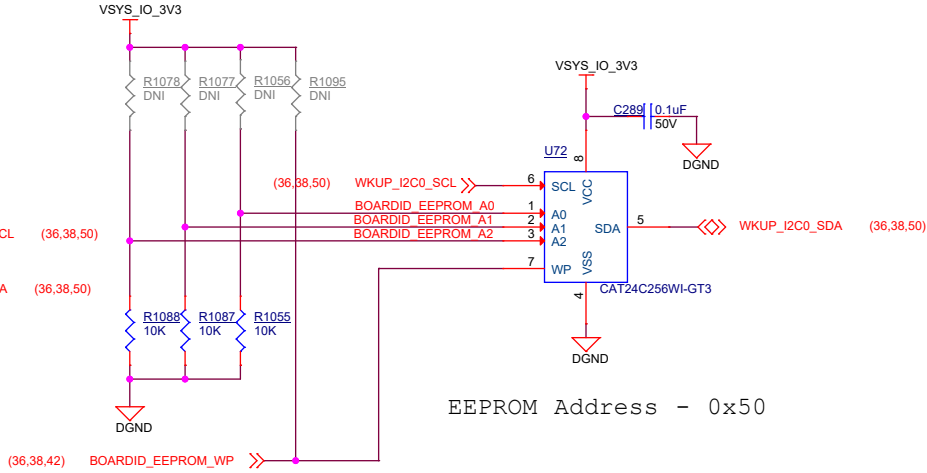 VSYS_IO_3V3
R1078
DNI
R1077
DNI
R1056
DNI
R1095
DNI
VSYS_IO_3V3
C289
0.1uF
50V
DGND
U72
8
(36,38,50) WKUP_I2C0_SCL
6 SCL
VCC
BOARDID_EEPROM_A0 1 A0
BOARDID_EEPROM_A1 2 A1
BOARDID_EEPROM_A2 3 A2
SDA 5 WKUP_I2C0_SDA (36,38,50)
CL (36,38,50)
7 WP
VSS
4
CAT24C256WI-GT3
A (36,38,50)
R1088
10K
R1087
10K
R1055
10K
DGND
DGND
EEPROM Address - 0x50
(36,38,42) BOARDID_EEPROM_WP